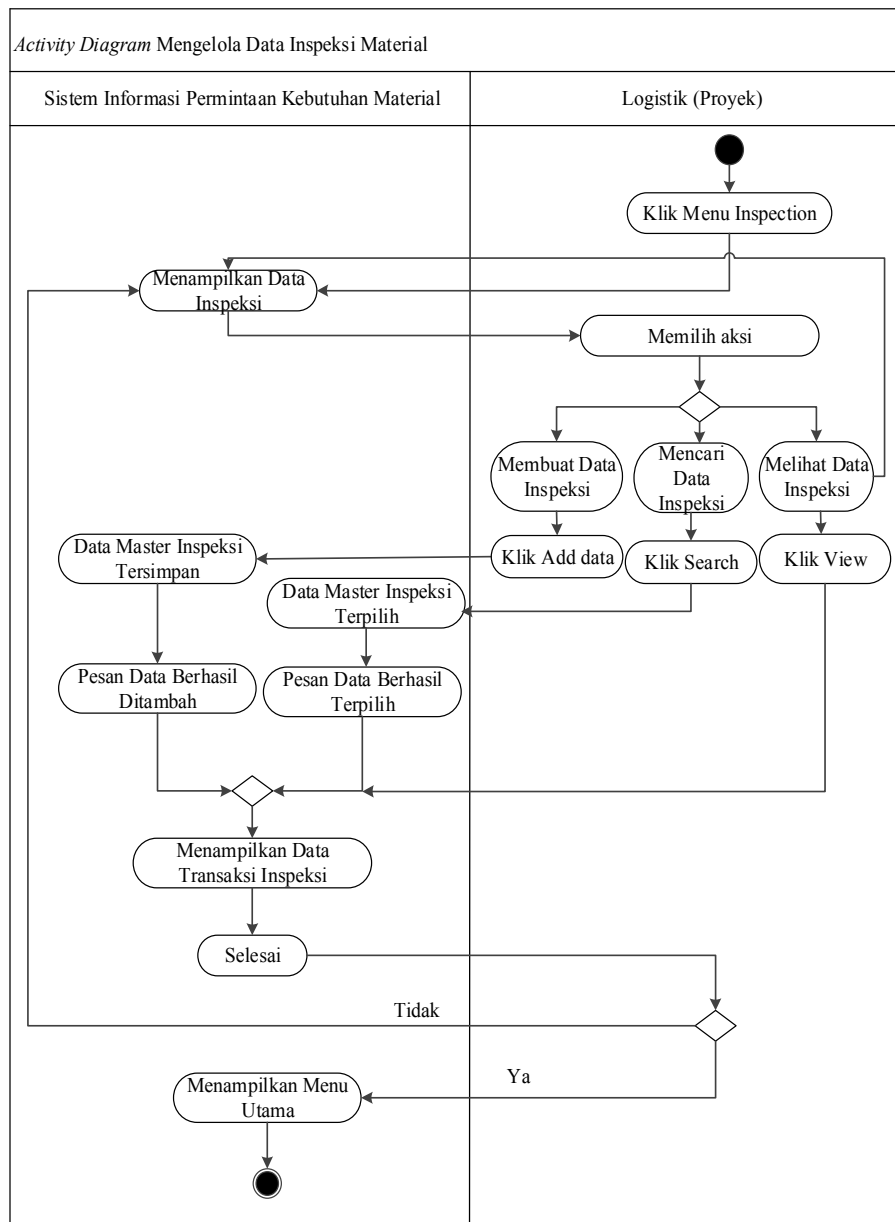 Activity Diagram Mengelola Data Inspeksi Material
Sistem Informasi Permintaan Kebutuhan Material
Logistik (Proyek)
Klik Menu Inspection
Menampilkan Data
Inspeksi
Memilih aksi
Membuat Data
Inspeksi
Mencari
Data
Inspeksi
Melihat Data
Inspeksi
Klik Add data
Klik Search
Klik View
Data Master Inspeksi
Tersimpan
Data Master Inspeksi
Terpilih
Pesan Data Berhasil
Ditambah
Pesan Data Berhasil
Terpilih
Menampilkan Data
Transaksi Inspeksi
Selesai
Tidak
Ya
Menampilkan Menu
Utama